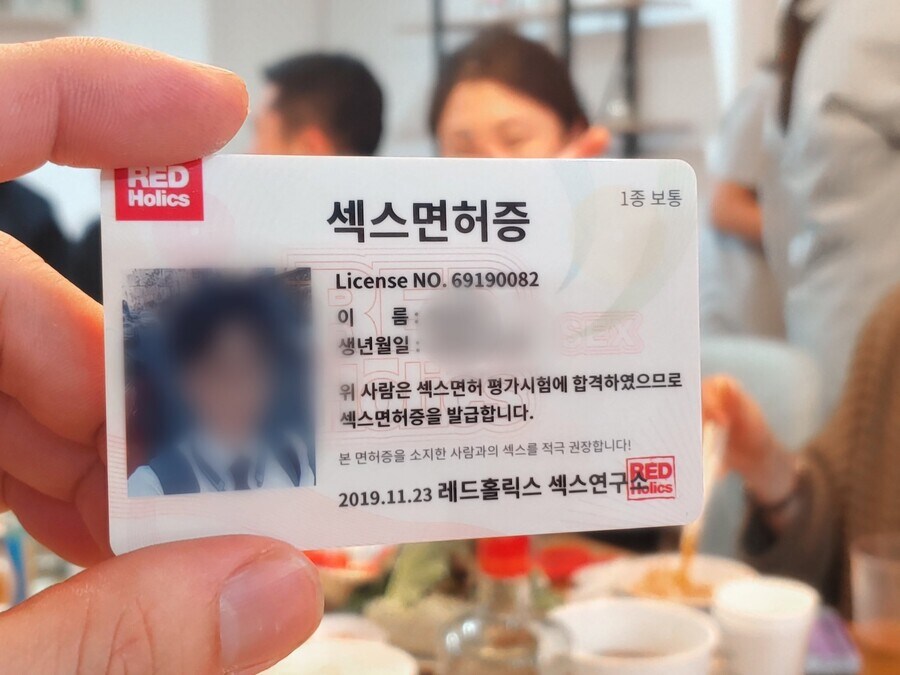 RED
Holics
섹스면허증
1종 보통
License NO. 69190082
이 름 :
생년월일 :
위 사람은 섹스면허 평가시험에 합격하였으므로
섹스면허증을 발급합니다.
본 면허증을 소지한 사람과의 섹스를 적극 권장합니다!
2019.11.23 레드홀릭스 섹스연구소
RED
Holics